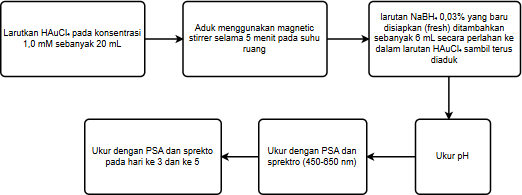 Larutkan HAuCl₄ pada konsentrasi
1,0 mM sebanyak 20 mL
Aduk menggunakan magnetic
stirrer selama 5 menit pada suhu
ruang
larutan NaBH₄ 0,03% yang baru
disiapkan (fresh) ditambahkan
sebanyak 6 mL secara perlahan ke
dalam larutan HAuCl₄ sambil terus
diaduk
Ukur pH
Ukur dengan PSA dan
sprektro (450-650 nm)
Ukur dengan PSA dan sprekto
pada hari ke 3 dan ke 5